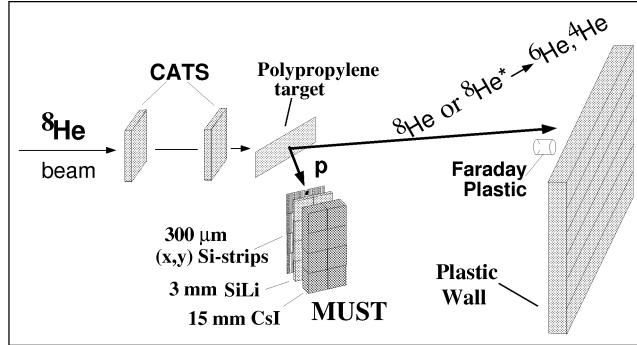 CATS
Polypropylene
target
⁸He
beam
⁸He or ⁸He* → ⁶He, ⁴He
p
Faraday
Plastic
300 μm
(x,y) Si-strips
3 mm SiLi
15 mm CsI
MUST
Plastic
Wall